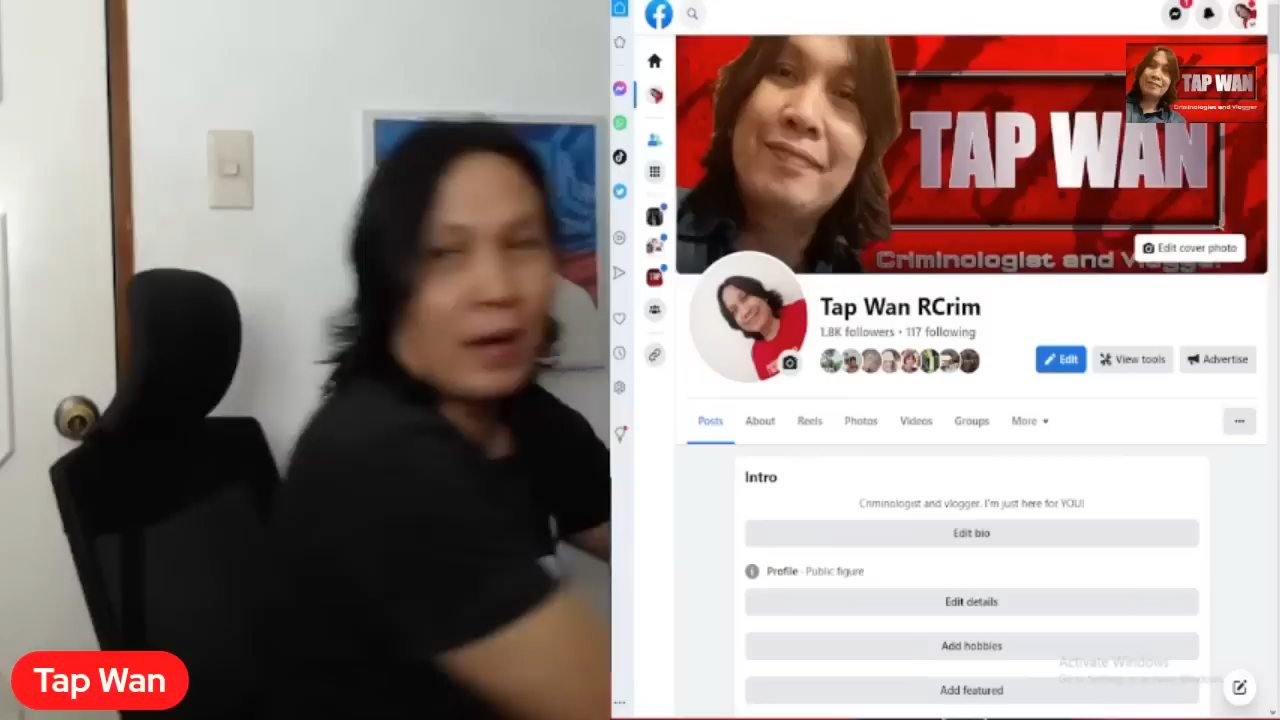 TAP WAN
TAP WAN
Criminologist and Vlogger
Edit cover photo
Criminologist and Vlogger
Tap Wan RCrim
1.8K followers • 117 following
Edit
View tools
Advertise
Posts
About
Reels
Photos
Videos
Groups
More
Intro
Criminologist and vlogger. I'm just here for YOU!
Edit bio
Profile · Public figure
Edit details
Add hobbies
Activate Windows
Add featured
Tap Wan